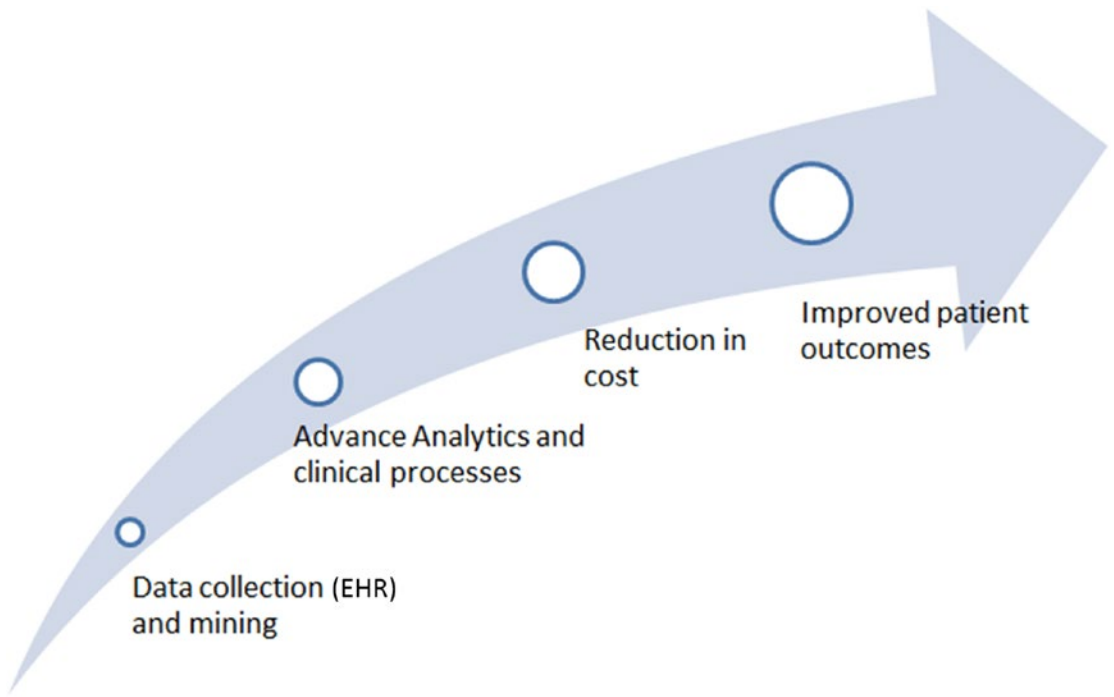 Improved patient
outcomes
Reduction in
cost
Advance Analytics and
clinical processes
Data collection (EHR)
and mining